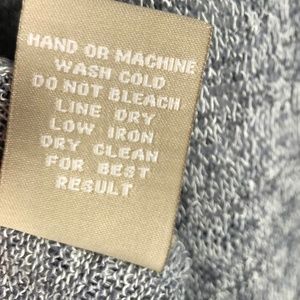 HAND OR MACHINE
WASH COLD
DO NOT BLEACH
LINE DRY
LOW IRON
DRY CLEAN
FOR BEST
RESULT